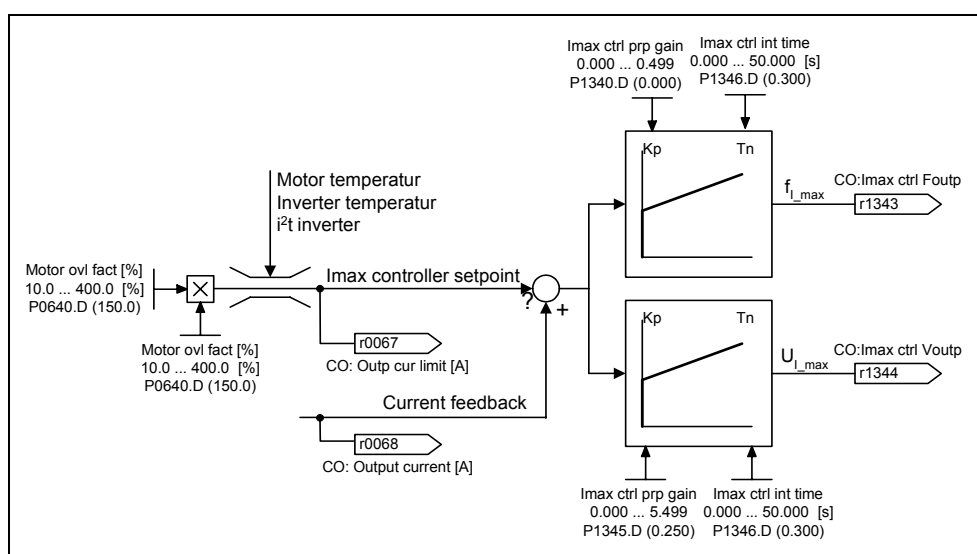 Imax ctrl prp gain
0.000 ... 0.499
P1340.D (0.000)
Imax ctrl int time
0.000 ... 50.000 [s]
P1346.D (0.300)
Kp Tn
f I_max
CO:Imax ctrl Foutp
r1343
Motor temperatur
Inverter temperatur
i²t inverter
Motor ovl fact [%]
10.0 ... 400.0 [%]
P0640.D (150.0)
Imax controller setpoint
? +
r0067
CO: Outp cur limit [A]
Motor ovl fact [%]
10.0 ... 400.0 [%]
P0640.D (150.0)
Kp Tn
U I_max
CO:Imax ctrl Voutp
r1344
Current feedback
r0068
CO: Output current [A]
Imax ctrl prp gain
0.000 ... 5.499
P1345.D (0.250)
Imax ctrl int time
0.000 ... 50.000 [s]
P1346.D (0.300)